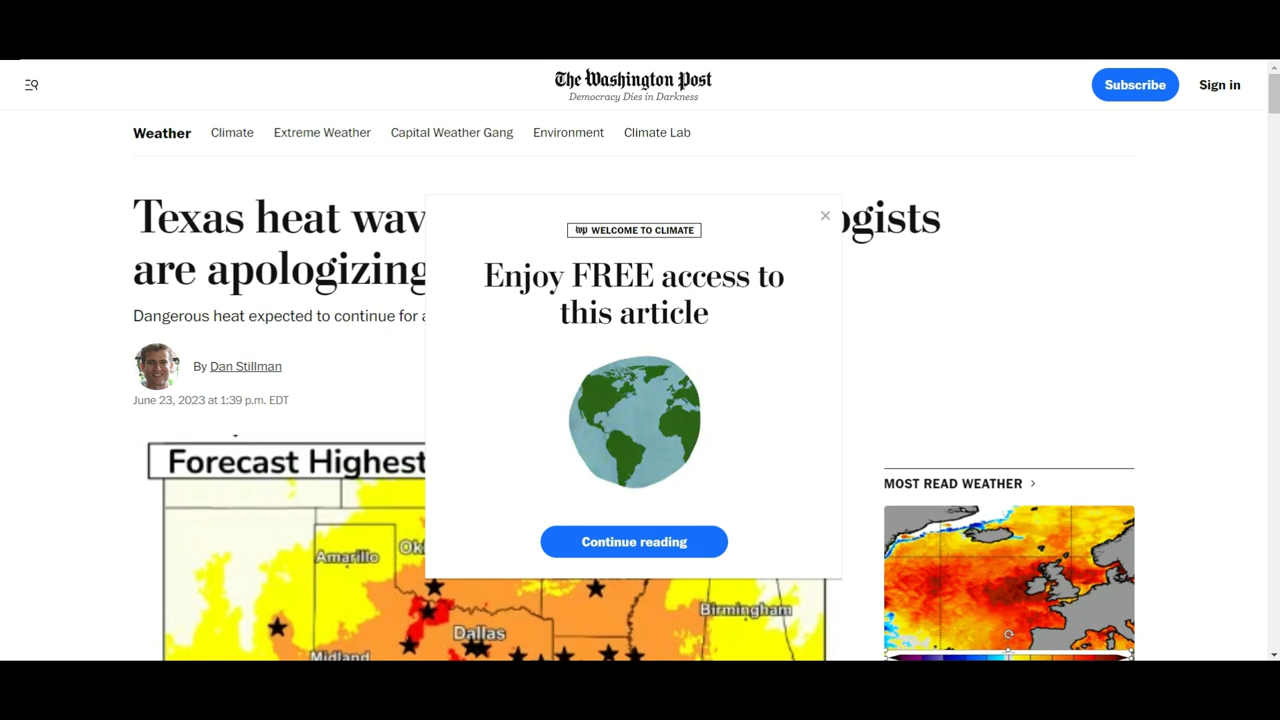 The Washington Post
Democracy Dies in Darkness
Subscribe
Sign in
Weather Climate Extreme Weather Capital Weather Gang Environment Climate Lab
Texas heat wav ogists
are apologizing
Dangerous heat expected to continue for a
By Dan Stillman
June 23, 2023 at 1:39 p.m. EDT
wp WELCOME TO CLIMATE
Enjoy FREE access to
this article
Continue reading
Forecast Highest
Amarillo
Ok
Dallas
Birmingham
Midland
MOST READ WEATHER